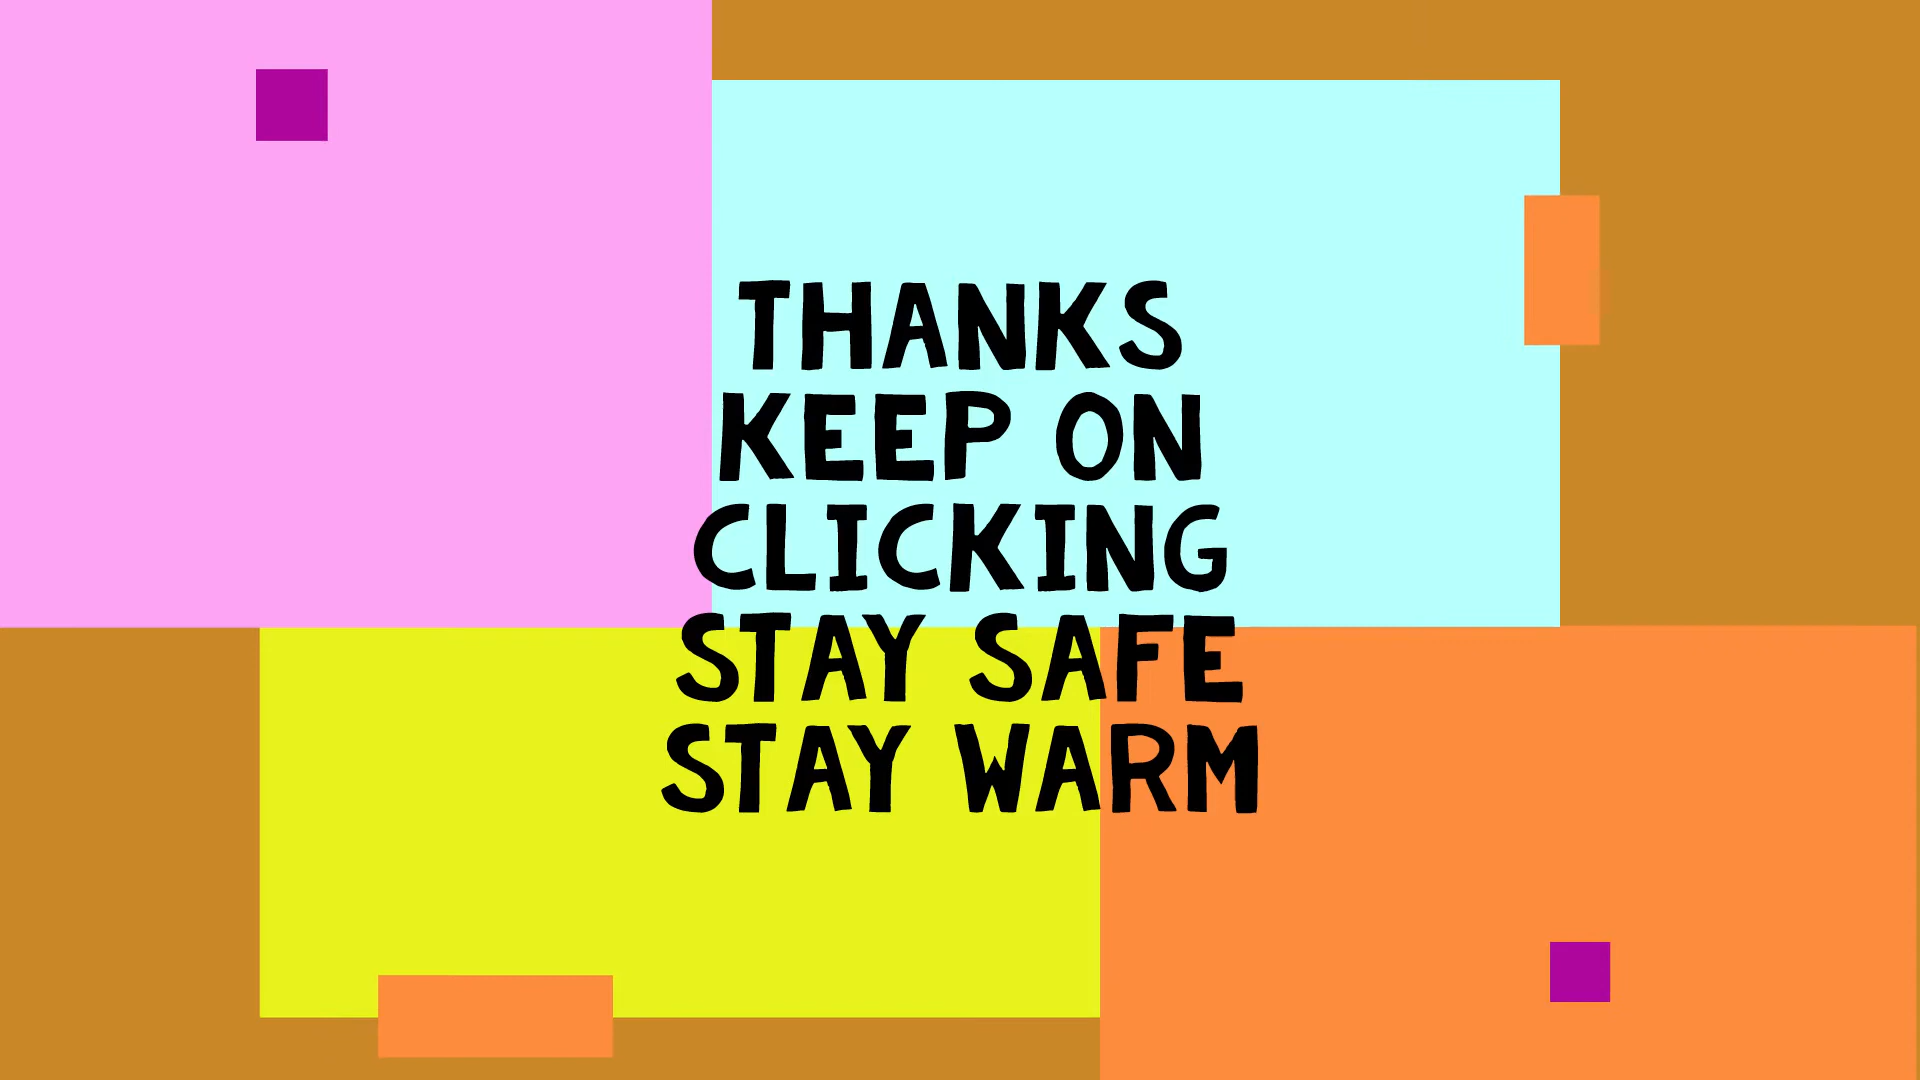 THANKS
KEEP ON
CLICKING
STAY SAFE
STAY WARM